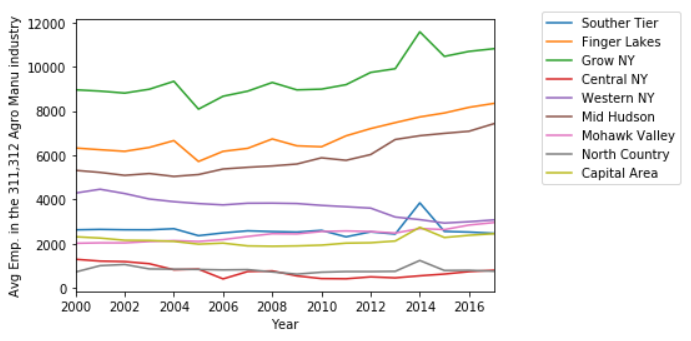 12000
10000
8000
6000
4000
2000
0
Avg Emp. in the 311,312 Agro Manu industry
2000 2002 2004 2006 2008 2010 2012 2014 2016
Year
Souther Tier
Finger Lakes
Grow NY
Central NY
Western NY
Mid Hudson
Mohawk Valley
North Country
Capital Area